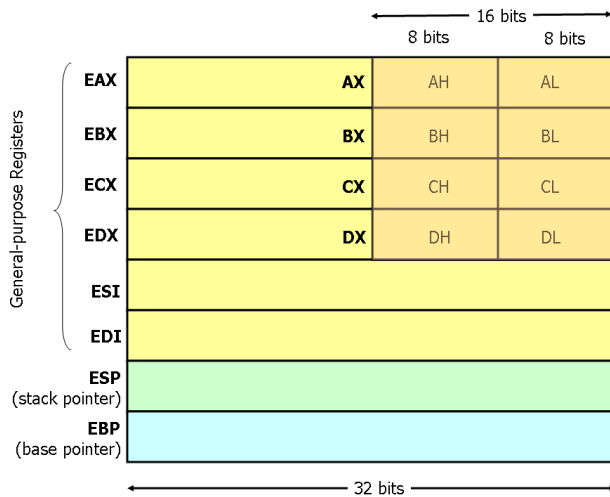 16 bits
8 bits
8 bits
General-purpose Registers
EAX
AX
AH
AL
EBX
BX
BH
BL
ECX
CX
CH
CL
EDX
DX
DH
DL
ESI
EDI
ESP
(stack pointer)
EBP
(base pointer)
32 bits